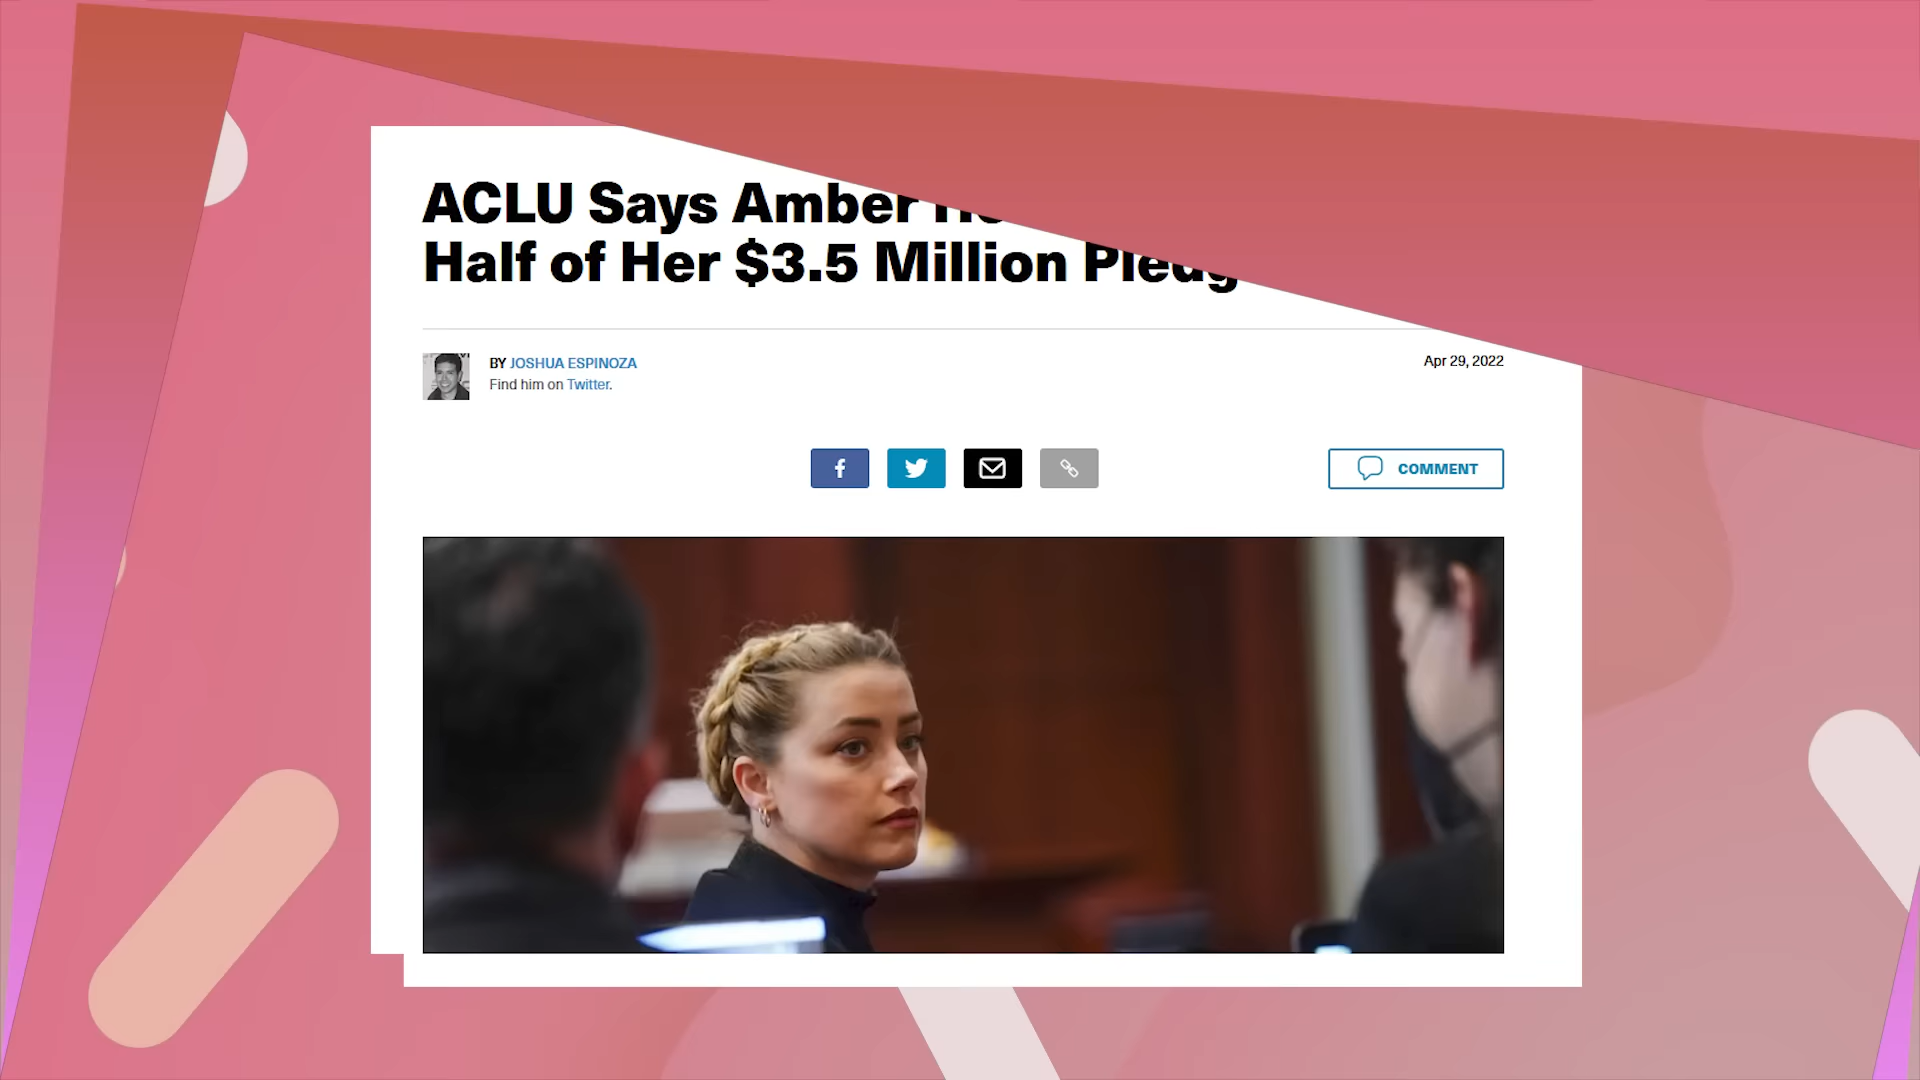 ACLU Says Amber
Half of Her $3.5 Million Pledg
BY JOSHUA ESPINOZA
Find him on Twitter.
Apr 29, 2022
COMMENT